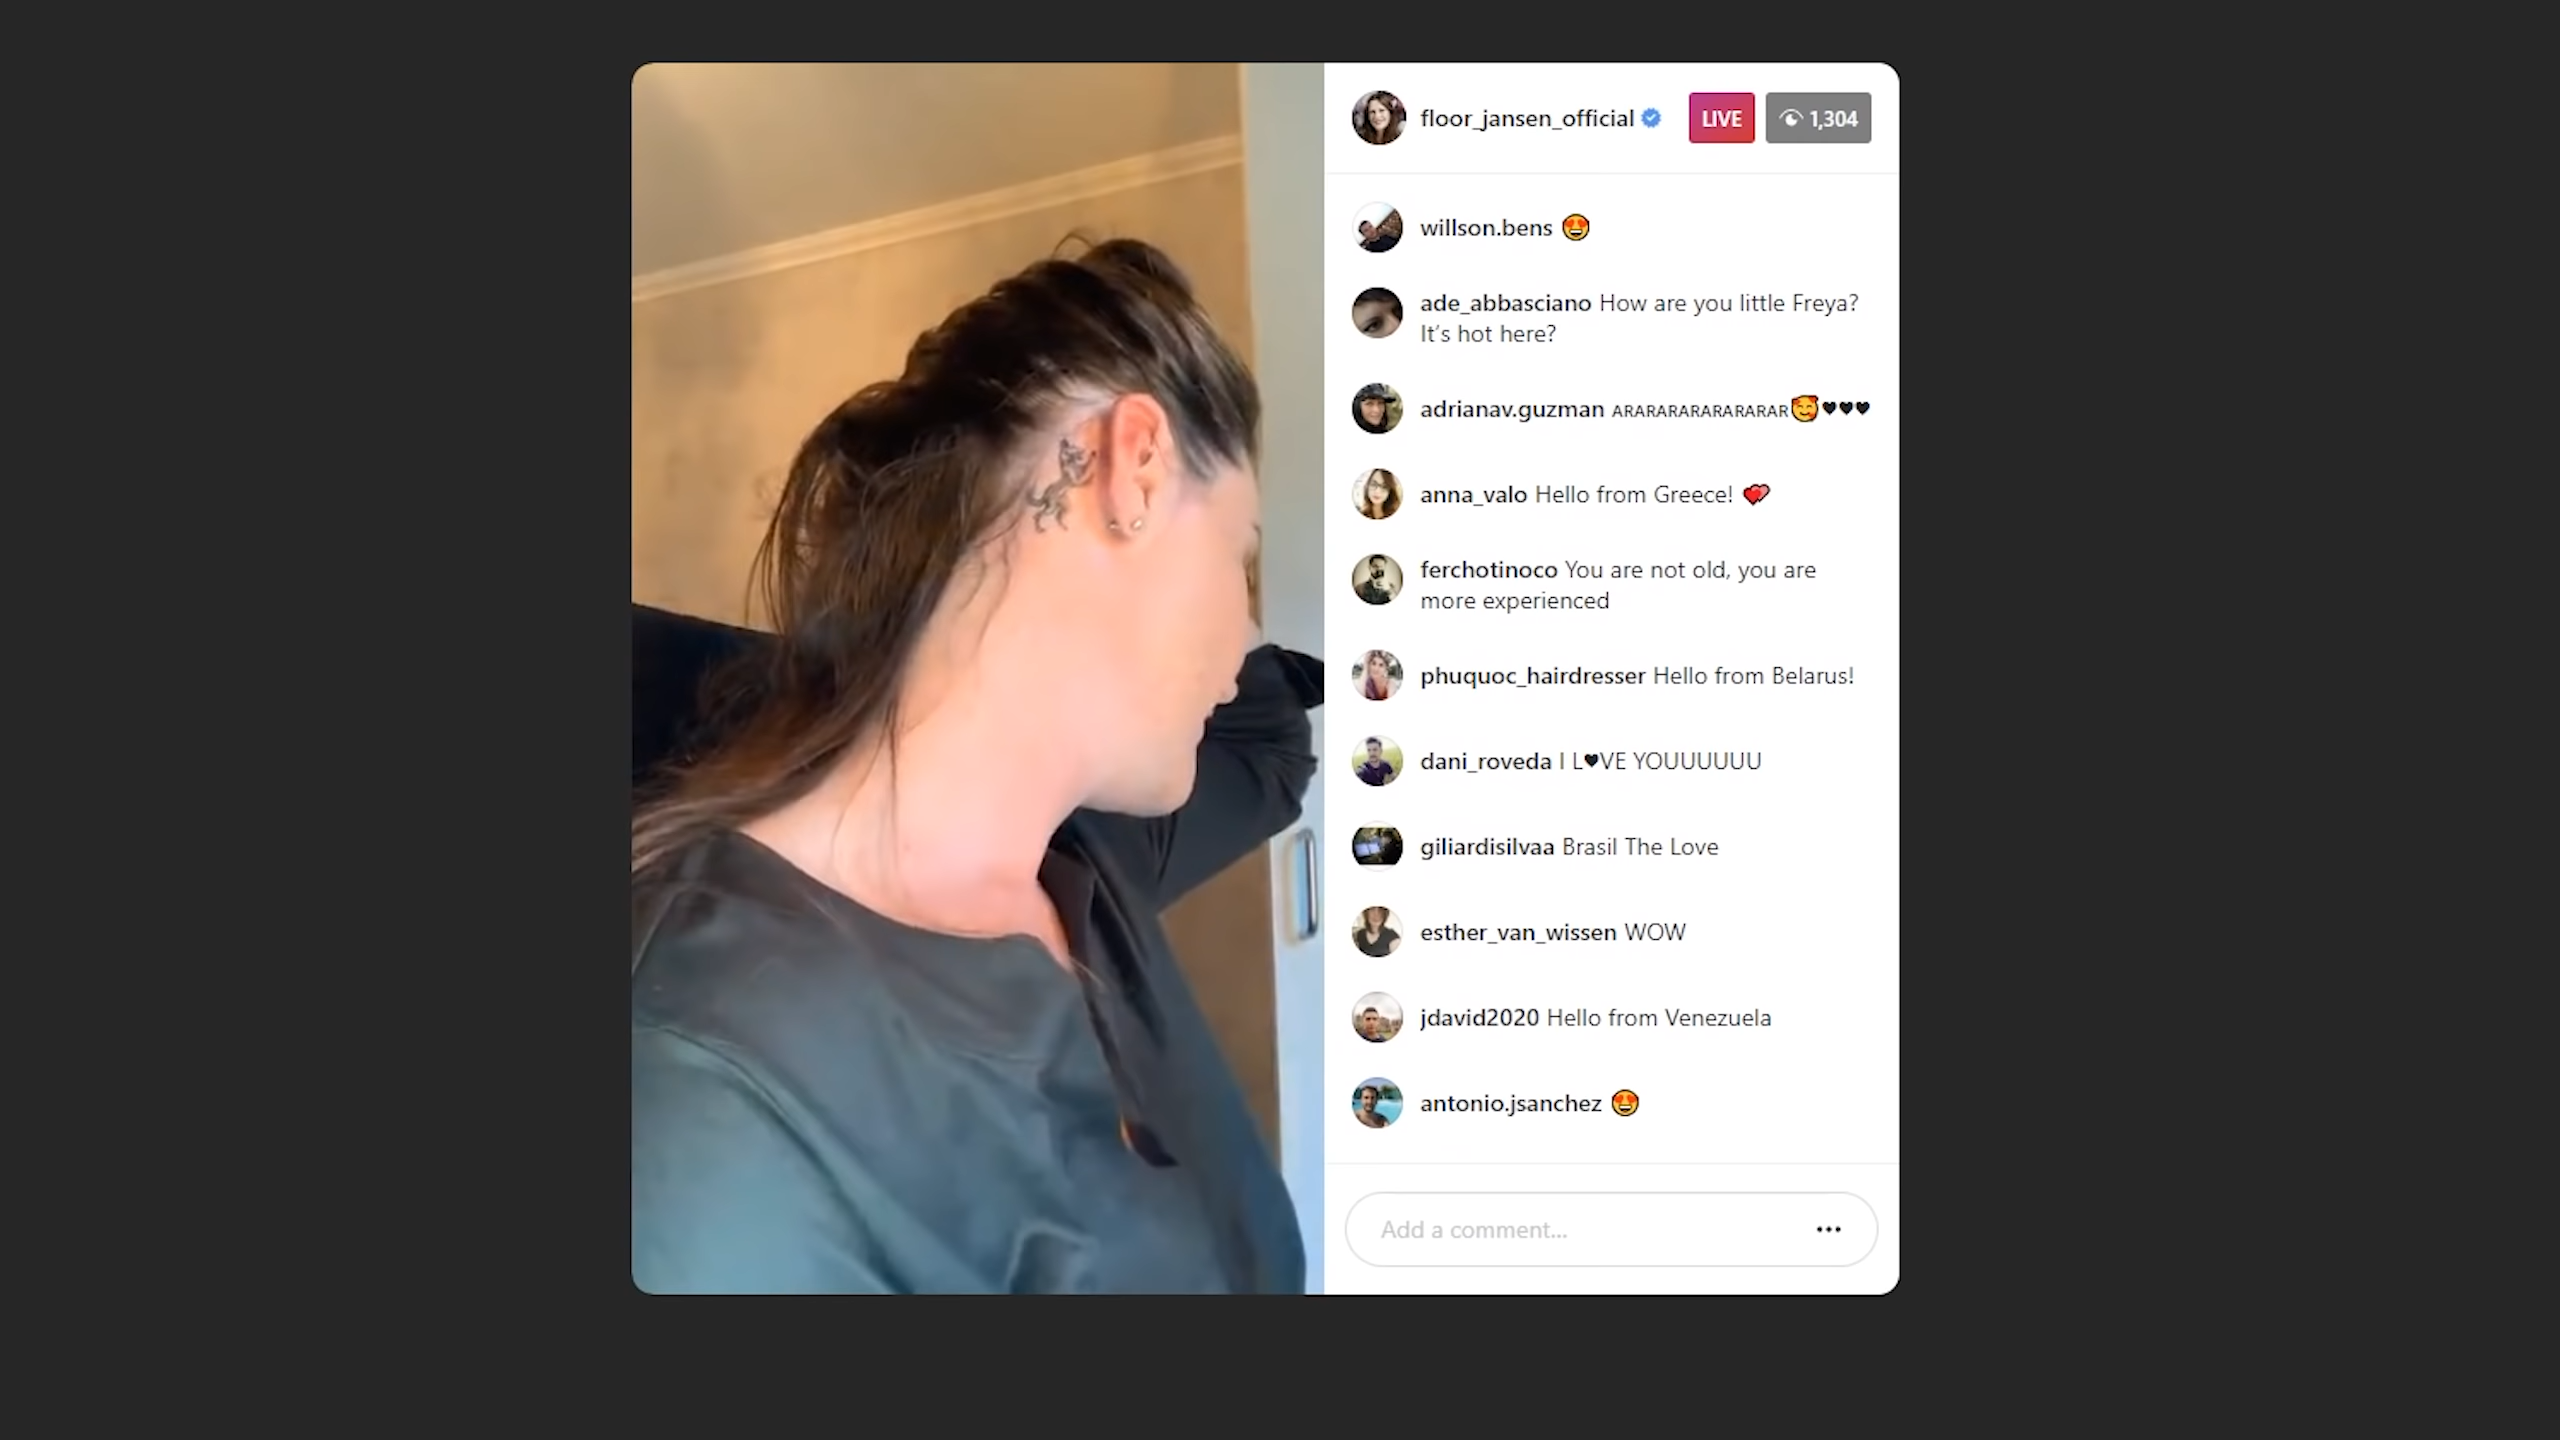 floor_jansen_official LIVE 1,304
willson.bens 😍
ade_abbasciano How are you little Freya?
It's hot here?
adrianav.guzman ᴀʀᴀʀᴀʀᴀʀᴀʀᴀʀᴀʀ🥰♥♥♥
anna_valo Hello from Greece! 💕
ferchotinoco You are not old, you are
more experienced
phuquoc_hairdresser Hello from Belarus!
dani_roveda I L♥VE YOUUUUUU
giliardisilvaa Brasil The Love
esther_van_wissen WOW
jdavid2020 Hello from Venezuela
antonio.jsanchez 😍
Add a comment...